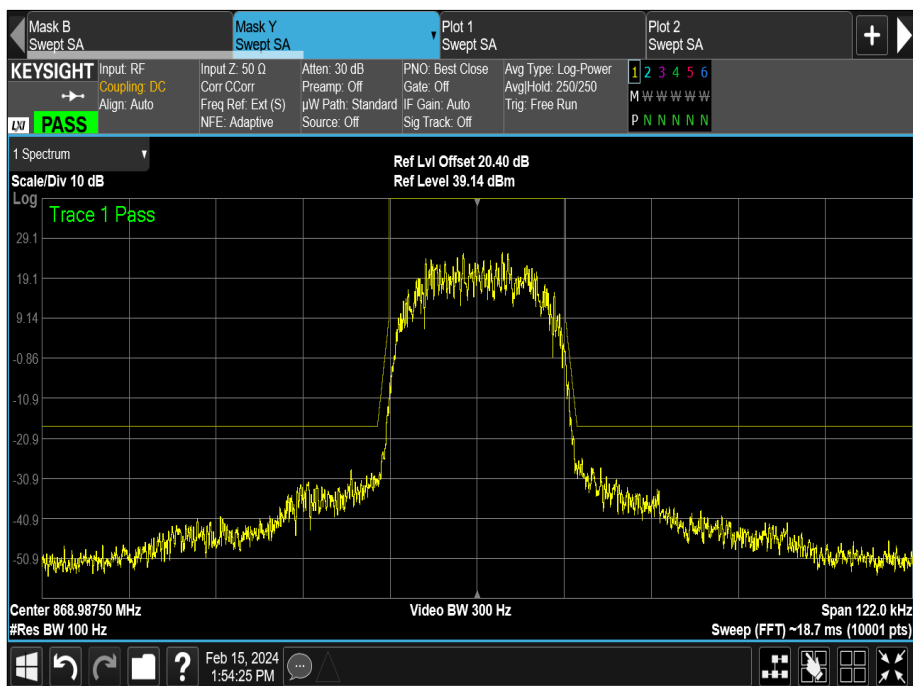 Mask B
Swept SA
Mask Y
Swept SA
Plot 1
Swept SA
Plot 2
Swept SA
KEYSIGHT
LXI PASS
Input: RF
Coupling: DC
Align: Auto
Input Z: 50 Ω
Corr CCorr
Freq Ref: Ext (S)
NFE: Adaptive
Atten: 30 dB
Preamp: Off
µW Path: Standard
Source: Off
PNO: Best Close
Gate: Off
IF Gain: Auto
Sig Track: Off
Avg Type: Log-Power
Avg|Hold: 250/250
Trig: Free Run
1 2 3 4 5 6
M W W W W W
P N N N N N
1 Spectrum
Scale/Div 10 dB
Ref Lvl Offset 20.40 dB
Ref Level 39.14 dBm
Log
Trace 1 Pass
29.1
19.1
9.14
-0.86
-10.9
-20.9
-30.9
-40.9
-50.9
Center 868.98750 MHz
#Res BW 100 Hz
Video BW 300 Hz
Span 122.0 kHz
Sweep (FFT) ~18.7 ms (10001 pts)
Feb 15, 2024
1:54:25 PM